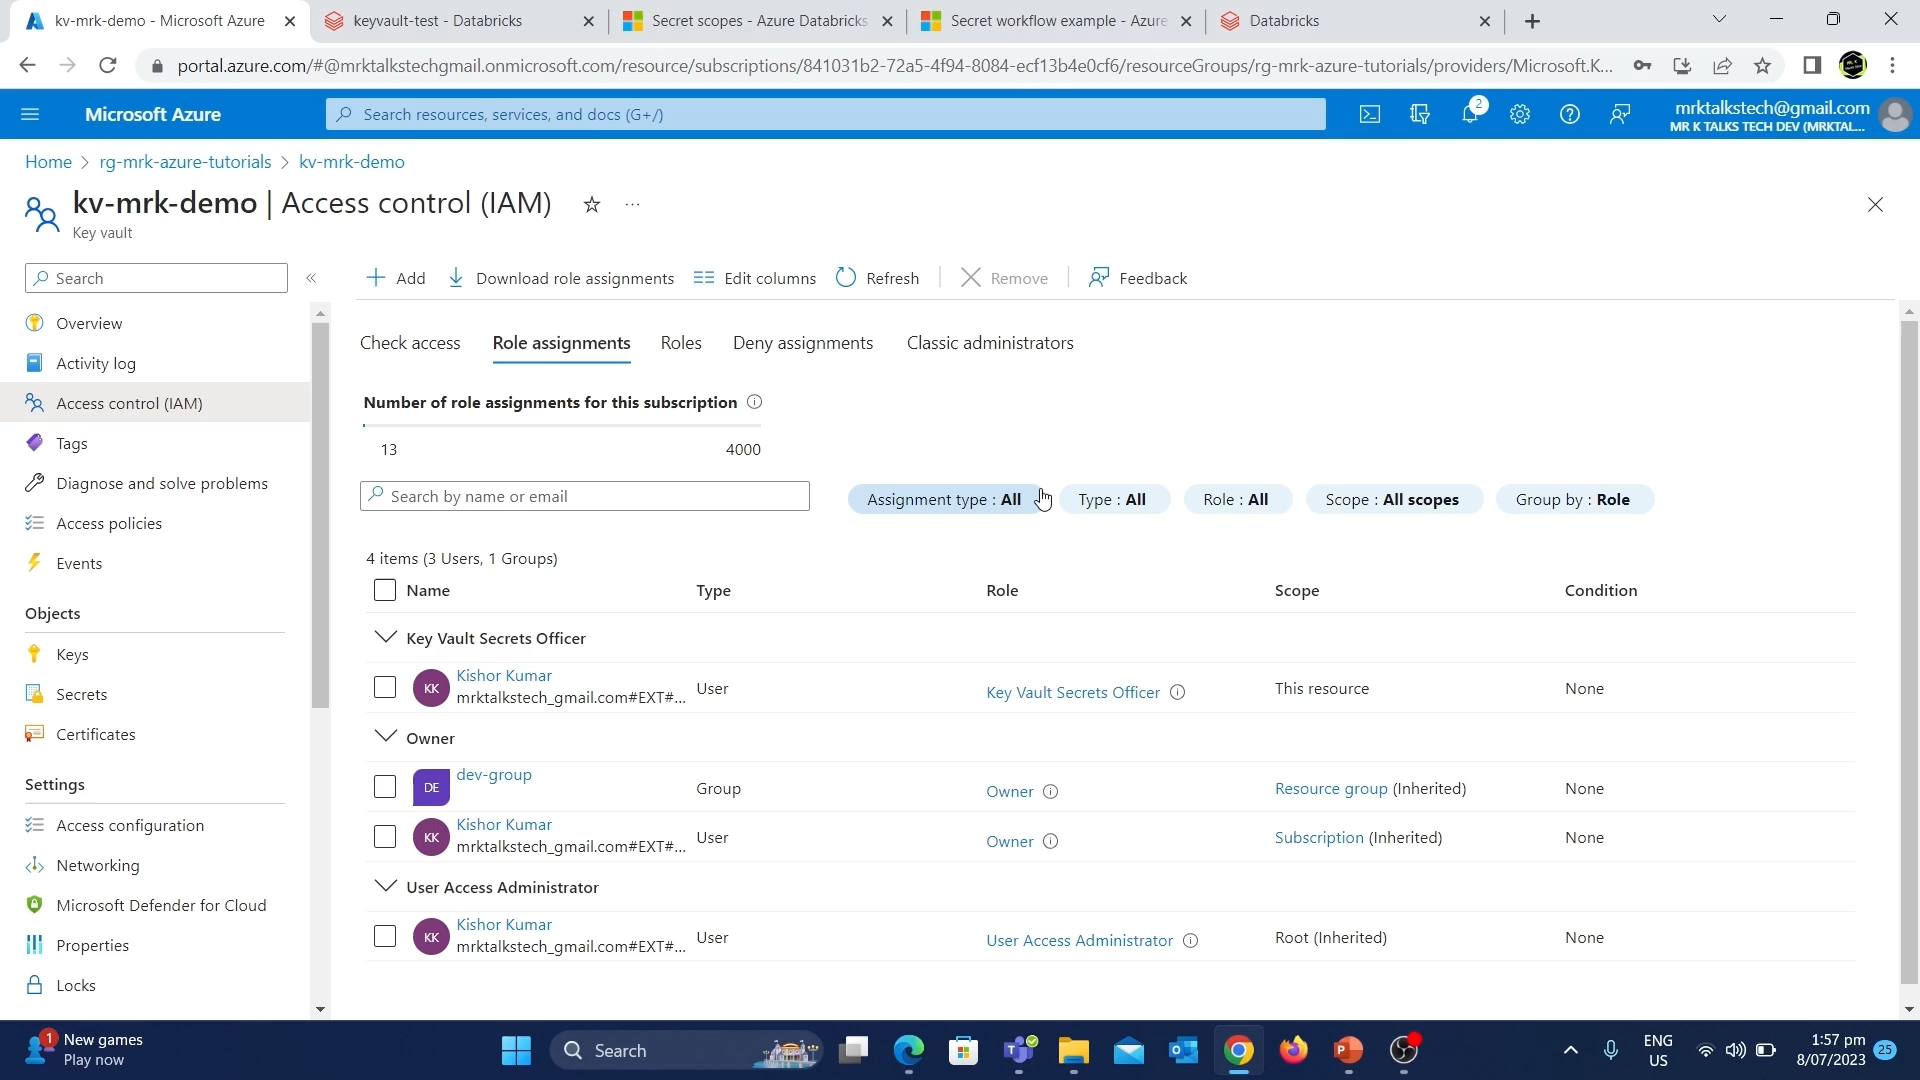 kv-mrk-demo - Microsoft Azure
keyvault-test - Databricks
Secret scopes - Azure Databricks
Secret workflow example - Azure
Databricks
portal.azure.com/#@mrktalkstechgmail.onmicrosoft.com/resource/subscriptions/841031b2-72a5-4f94-8084-ecf13b4e0cf6/resourceGroups/rg-mrk-azure-tutorials/providers/Microsoft.K...
Microsoft Azure
Search resources, services, and docs (G+/)
2
mrktalkstech@gmail.com
MR K TALKS TECH DEV (MRKTAL...
Home > rg-mrk-azure-tutorials > kv-mrk-demo
kv-mrk-demo | Access control (IAM)
Key vault
Search
Overview
Activity log
Access control (IAM)
Tags
Diagnose and solve problems
Access policies
Events
Objects
Keys
Secrets
Certificates
Settings
Access configuration
Networking
Microsoft Defender for Cloud
Properties
Locks
Add
Download role assignments
Edit columns
Refresh
Remove
Feedback
Check access
Role assignments
Roles
Deny assignments
Classic administrators
Number of role assignments for this subscription
13 4000
Search by name or email
Assignment type : All
Type : All
Role : All
Scope : All scopes
Group by : Role
4 items (3 Users, 1 Groups)
Name Type Role Scope Condition
Key Vault Secrets Officer
KK Kishor Kumar
mrktalkstech_gmail.com#EXT#... User Key Vault Secrets Officer This resource None
Owner
DE dev-group Group Owner Resource group (Inherited) None
KK Kishor Kumar
mrktalkstech_gmail.com#EXT#... User Owner Subscription (Inherited) None
User Access Administrator
KK Kishor Kumar
mrktalkstech_gmail.com#EXT#... User User Access Administrator Root (Inherited) None
1
New games
Play now
Search
ENG
US
1:57 pm
8/07/2023
25